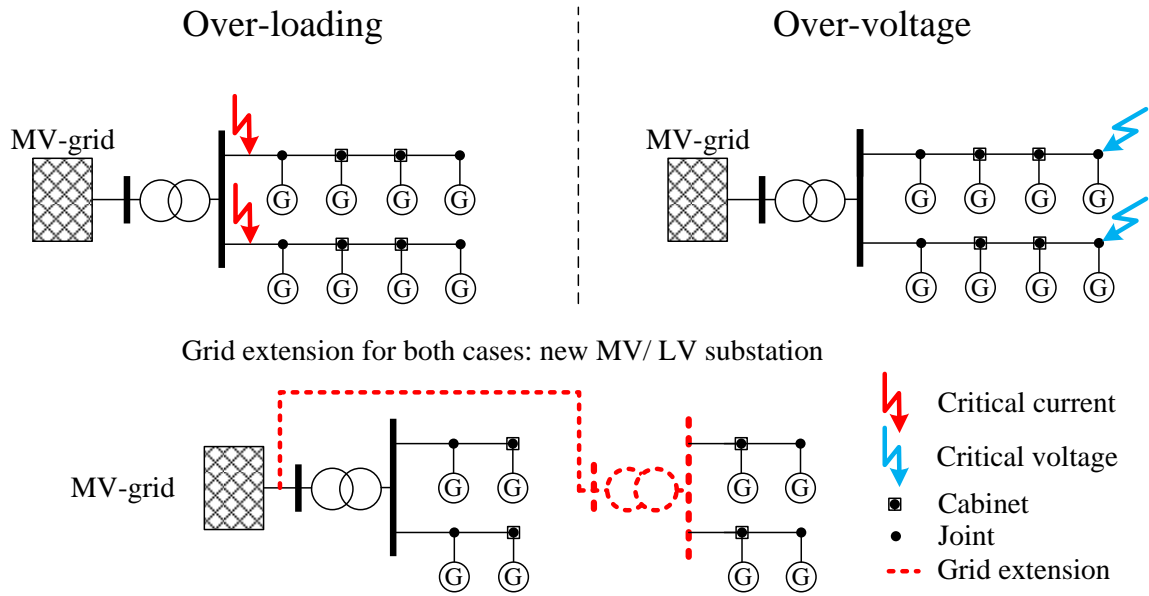 Over-loading
Over-voltage
MV-grid
MV-grid
G G G G
G G G G
G G G G
G G G G
Grid extension for both cases: new MV/ LV substation
MV-grid
G G G G
G G G G
Critical current
Critical voltage
Cabinet
Joint
Grid extension